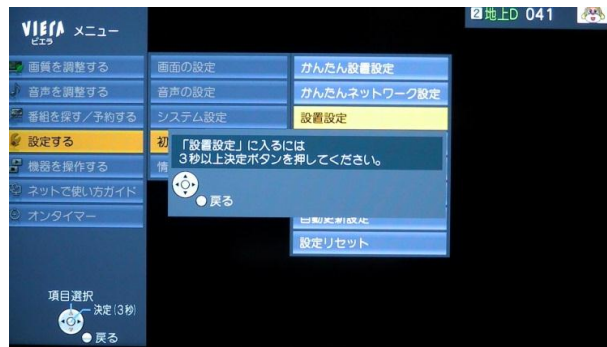 VIErA メニュー
ビエラ
2 地上D 041
画質を調整する
音声を調整する
番組を探す/予約する
設定する
機器を操作する
ネットで使い方ガイド
オンタイマー
画面の設定
音声の設定
システム設定
初
情
かんたん設置設定
かんたんネットワーク設定
設置設定
「設置設定」に入るには
3秒以上決定ボタンを押してください。
戻る
自動更新設定
設定リセット
項目選択
決定(3秒)
戻る